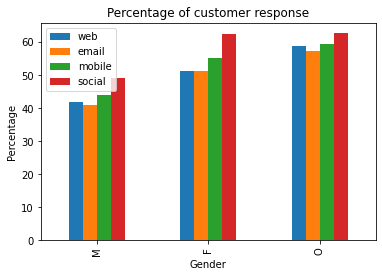 Percentage of customer response
web
email
mobile
social
Percentage
60
50
40
30
20
10
0
M
F
O
Gender